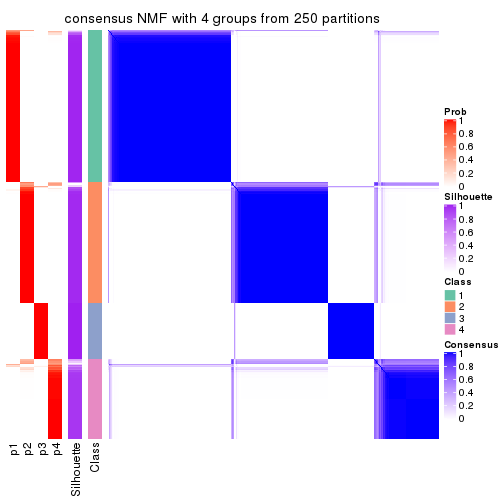 consensus NMF with 4 groups from 250 partitions
Prob
1
0.8
0.6
0.4
0.2
0
Silhouette
1
0.8
0.6
0.4
0.2
0
Class
1
2
3
4
Consensus
1
0.8
0.6
0.4
0.2
0
p1
p2
p3
p4
Silhouette
Class